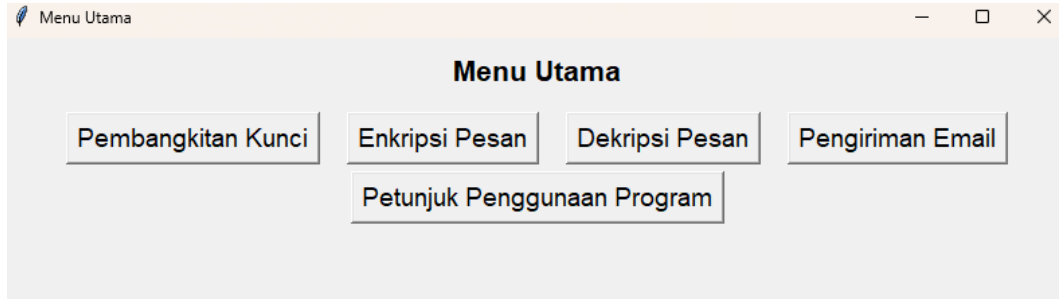 Menu Utama
Menu Utama
Pembangkitan Kunci Enkripsi Pesan Dekripsi Pesan Pengiriman Email
Petunjuk Penggunaan Program